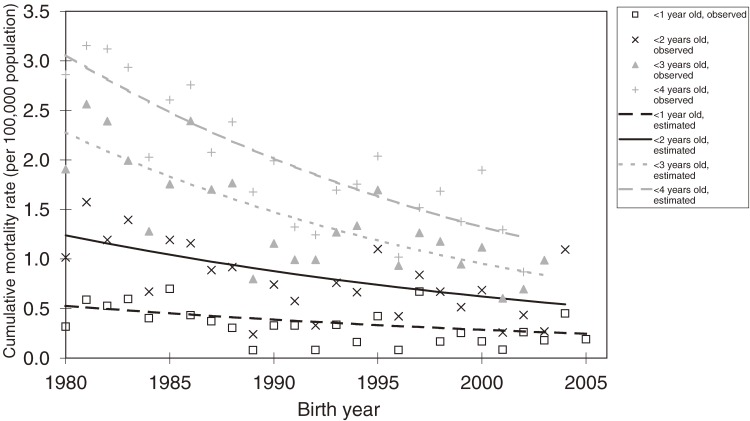 Cumulative mortality rate (per 100,000 population)
3.5
3.0
2.5
2.0
1.5
1.0
0.5
0.0
1980 1985 1990 1995 2000 2005
Birth year
<1 year old, observed
<2 years old,
observed
<3 years old,
observed
<4 years old,
observed
<1 year old,
estimated
<2 years old,
estimated
<3 years old,
estimated
<4 years old,
estimated